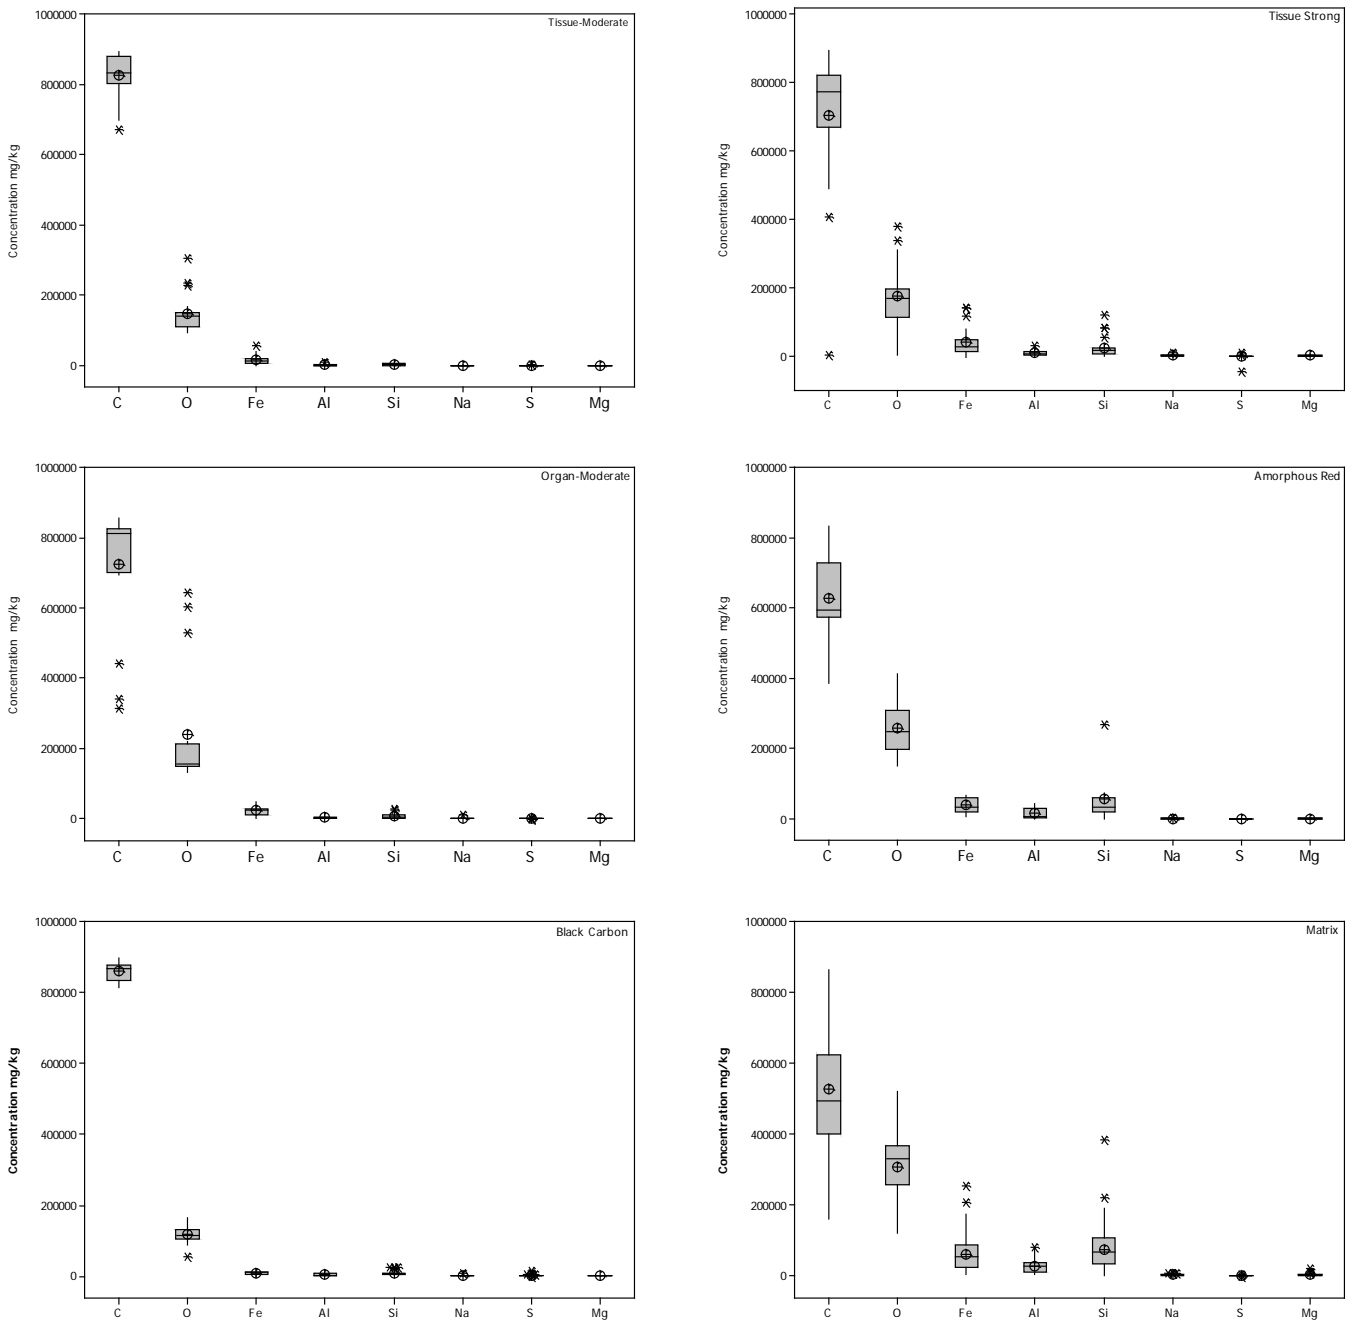 Tissue-Moderate
1000000
800000
600000
400000
200000
0
Concentration mg/kg
C O Fe Al Si Na S Mg
Tissue Strong
1000000
800000
600000
400000
200000
0
Concentration mg/kg
C O Fe Al Si Na S Mg
Organ-Moderate
1000000
800000
600000
400000
200000
0
Concentration mg/kg
C O Fe Al Si Na S Mg
Amorphous Red
1000000
800000
600000
400000
200000
0
Concentration mg/kg
C O Fe Al Si Na S Mg
Black Carbon
1000000
800000
600000
400000
200000
0
Concentration mg/kg
C O Fe Al Si Na S Mg
Matrix
1000000
800000
600000
400000
200000
0
Concentration mg/kg
C O Fe Al Si Na S Mg